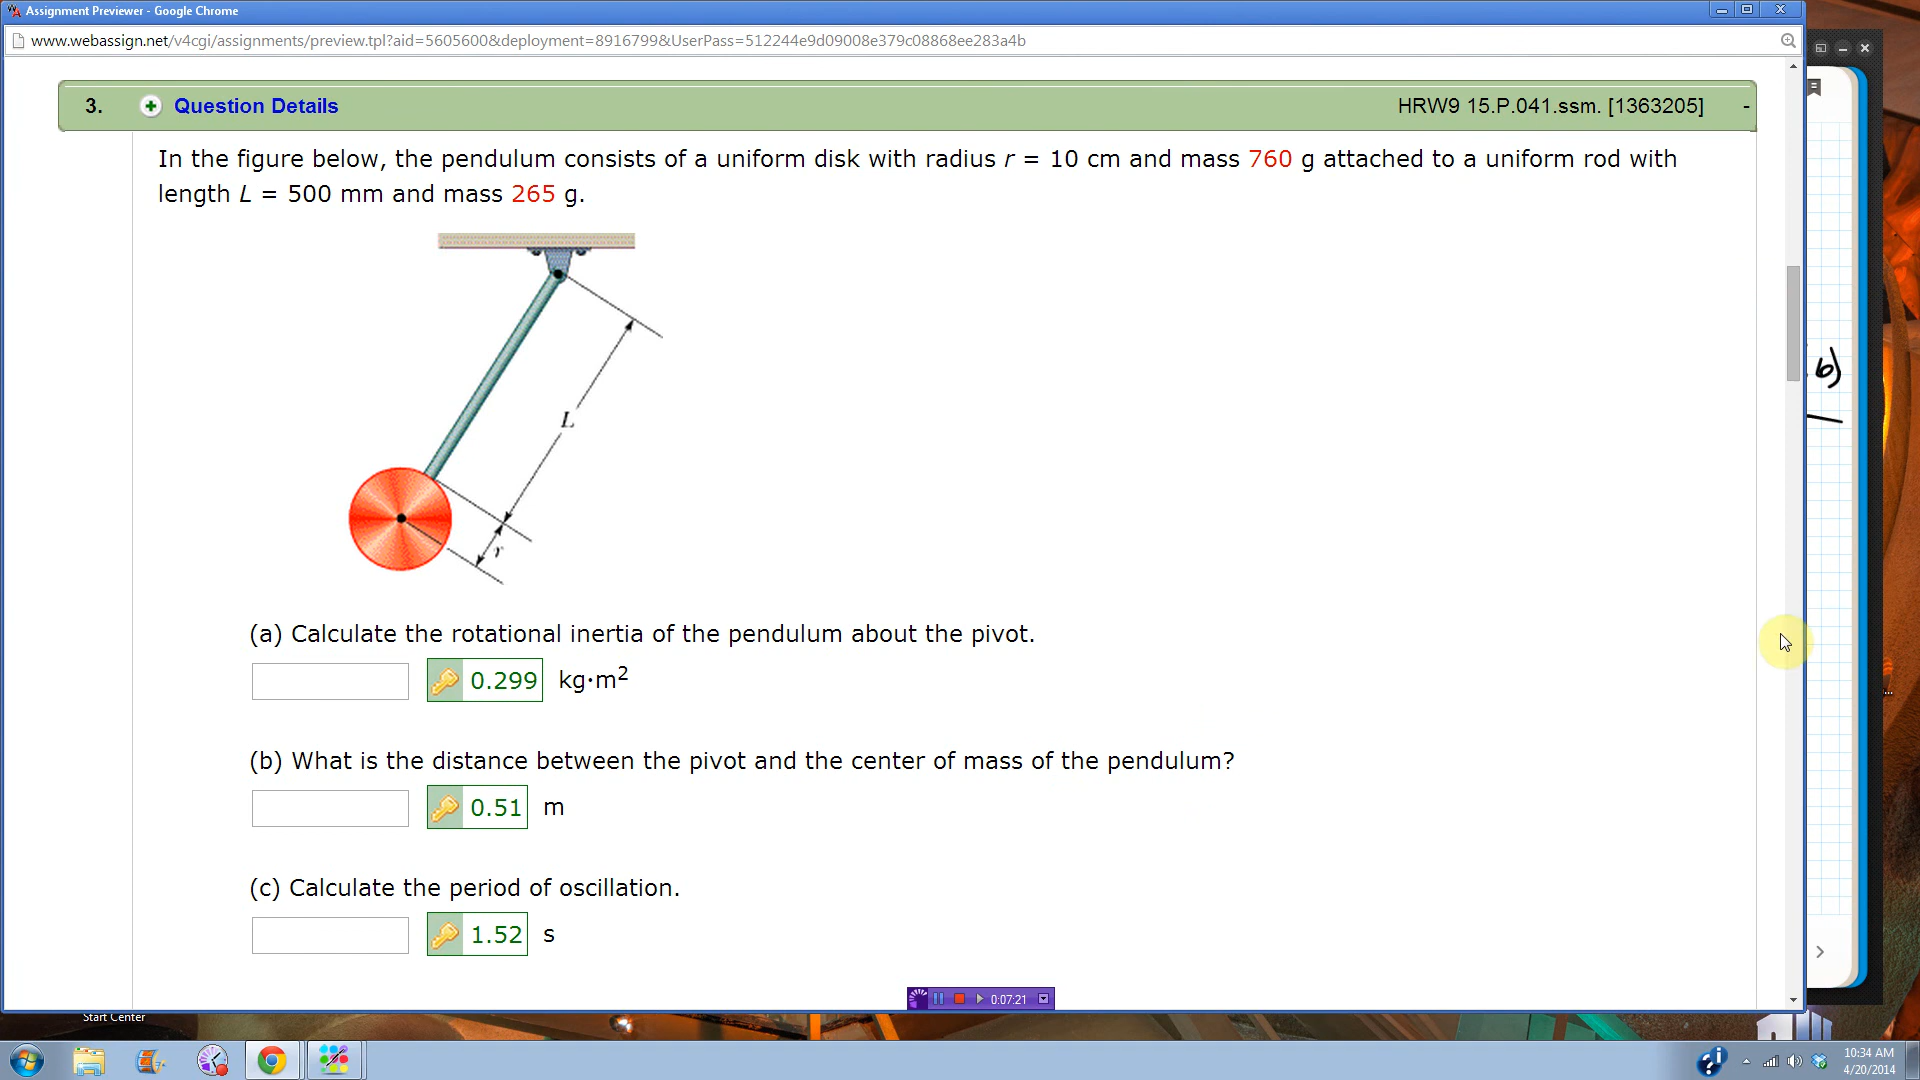 Assignment Previewer - Google Chrome
www.webassign.net/v4cgi/assignments/preview.tpl?aid=5605600&deployment=8916799&UserPass=512244e9d09008e379c08868ee283a4b
3. Question Details HRW9 15.P.041.ssm. [1363205] -
In the figure below, the pendulum consists of a uniform disk with radius r = 10 cm and mass 760 g attached to a uniform rod with
length L = 500 mm and mass 265 g.
L
r
b)
(a) Calculate the rotational inertia of the pendulum about the pivot.
0.299 kg·m²
(b) What is the distance between the pivot and the center of mass of the pendulum?
0.51 m
(c) Calculate the period of oscillation.
1.52 s
0:07:21
Start Center
10:34 AM
4/20/2014